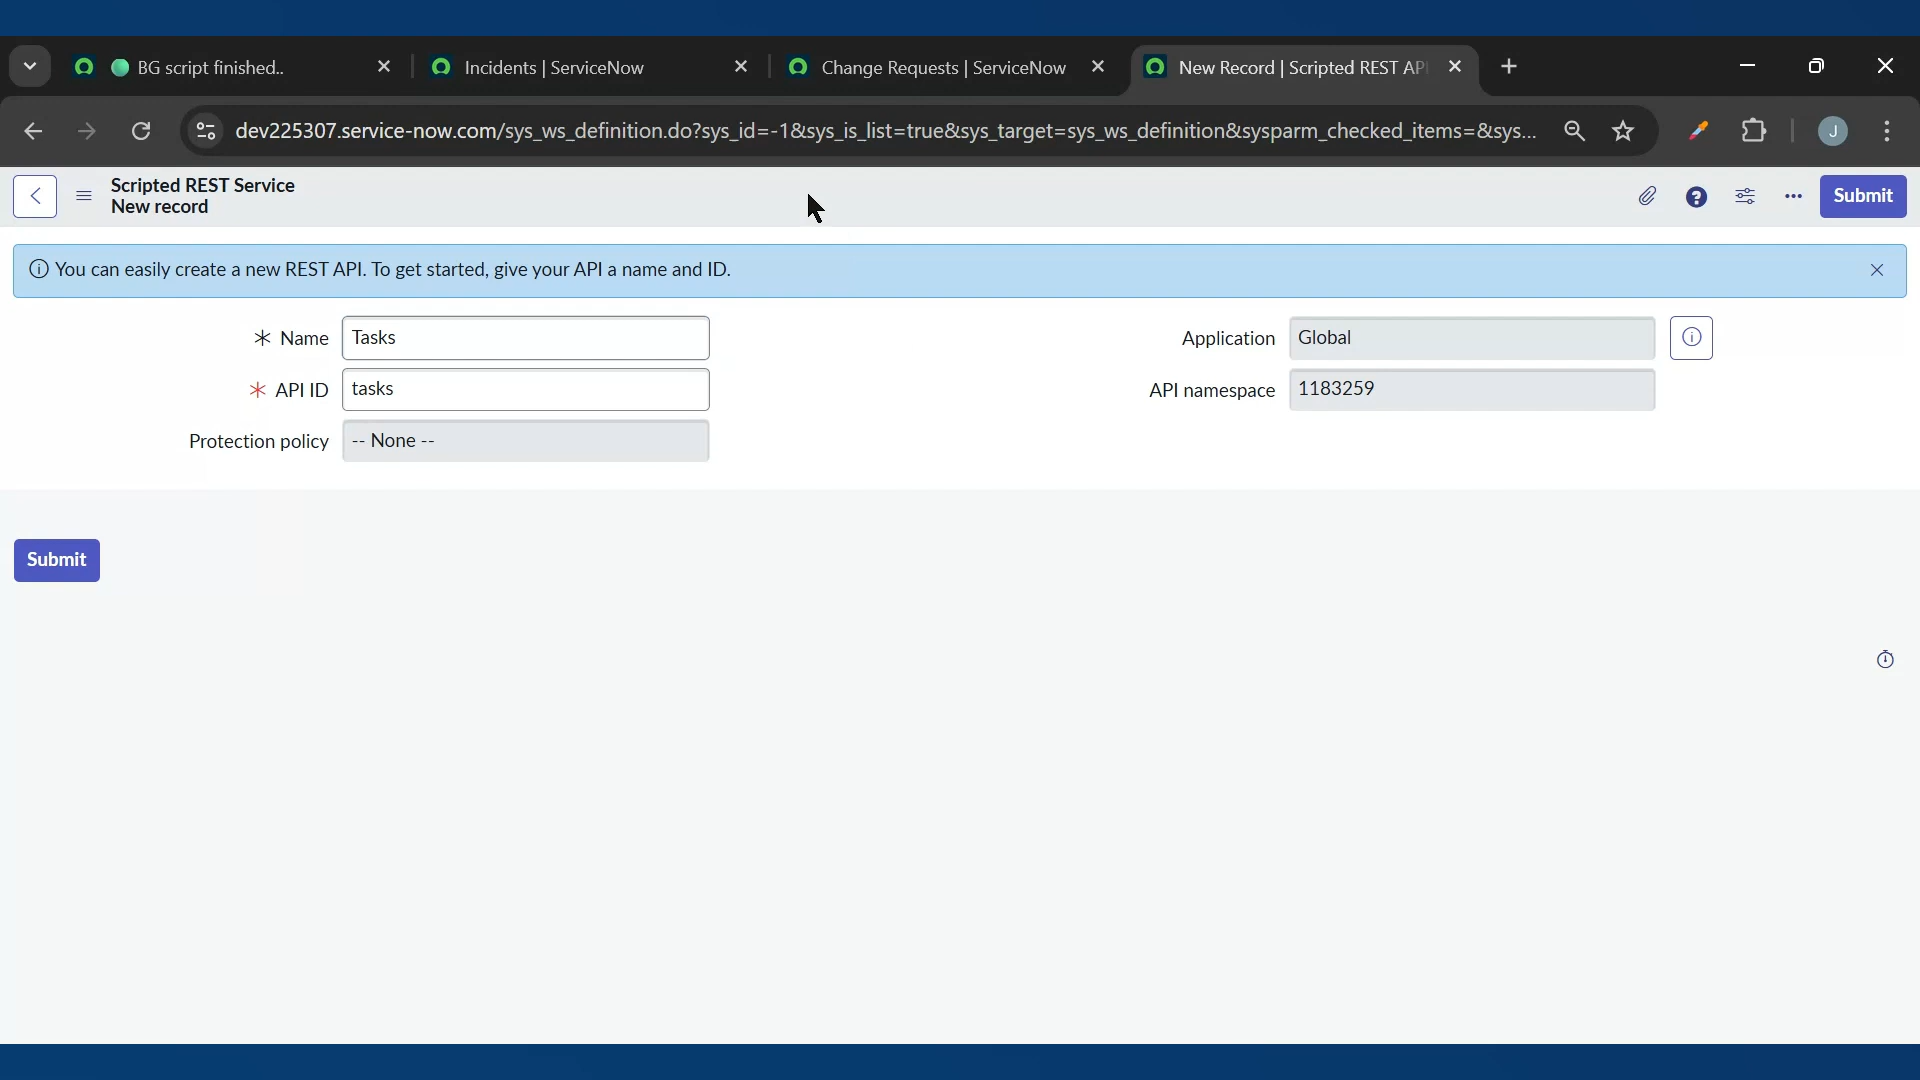 BG script finished..
Incidents | ServiceNow
Change Requests | ServiceNow
New Record | Scripted REST AP
dev225307.service-now.com/sys_ws_definition.do?sys_id=-1&sys_is_list=true&sys_target=sys_ws_definition&sysparm_checked_items=&sys...
J
Scripted REST Service
New record
Submit
You can easily create a new REST API. To get started, give your API a name and ID.
Name Tasks
Application Global
API ID tasks
API namespace 1183259
Protection policy -- None --
Submit